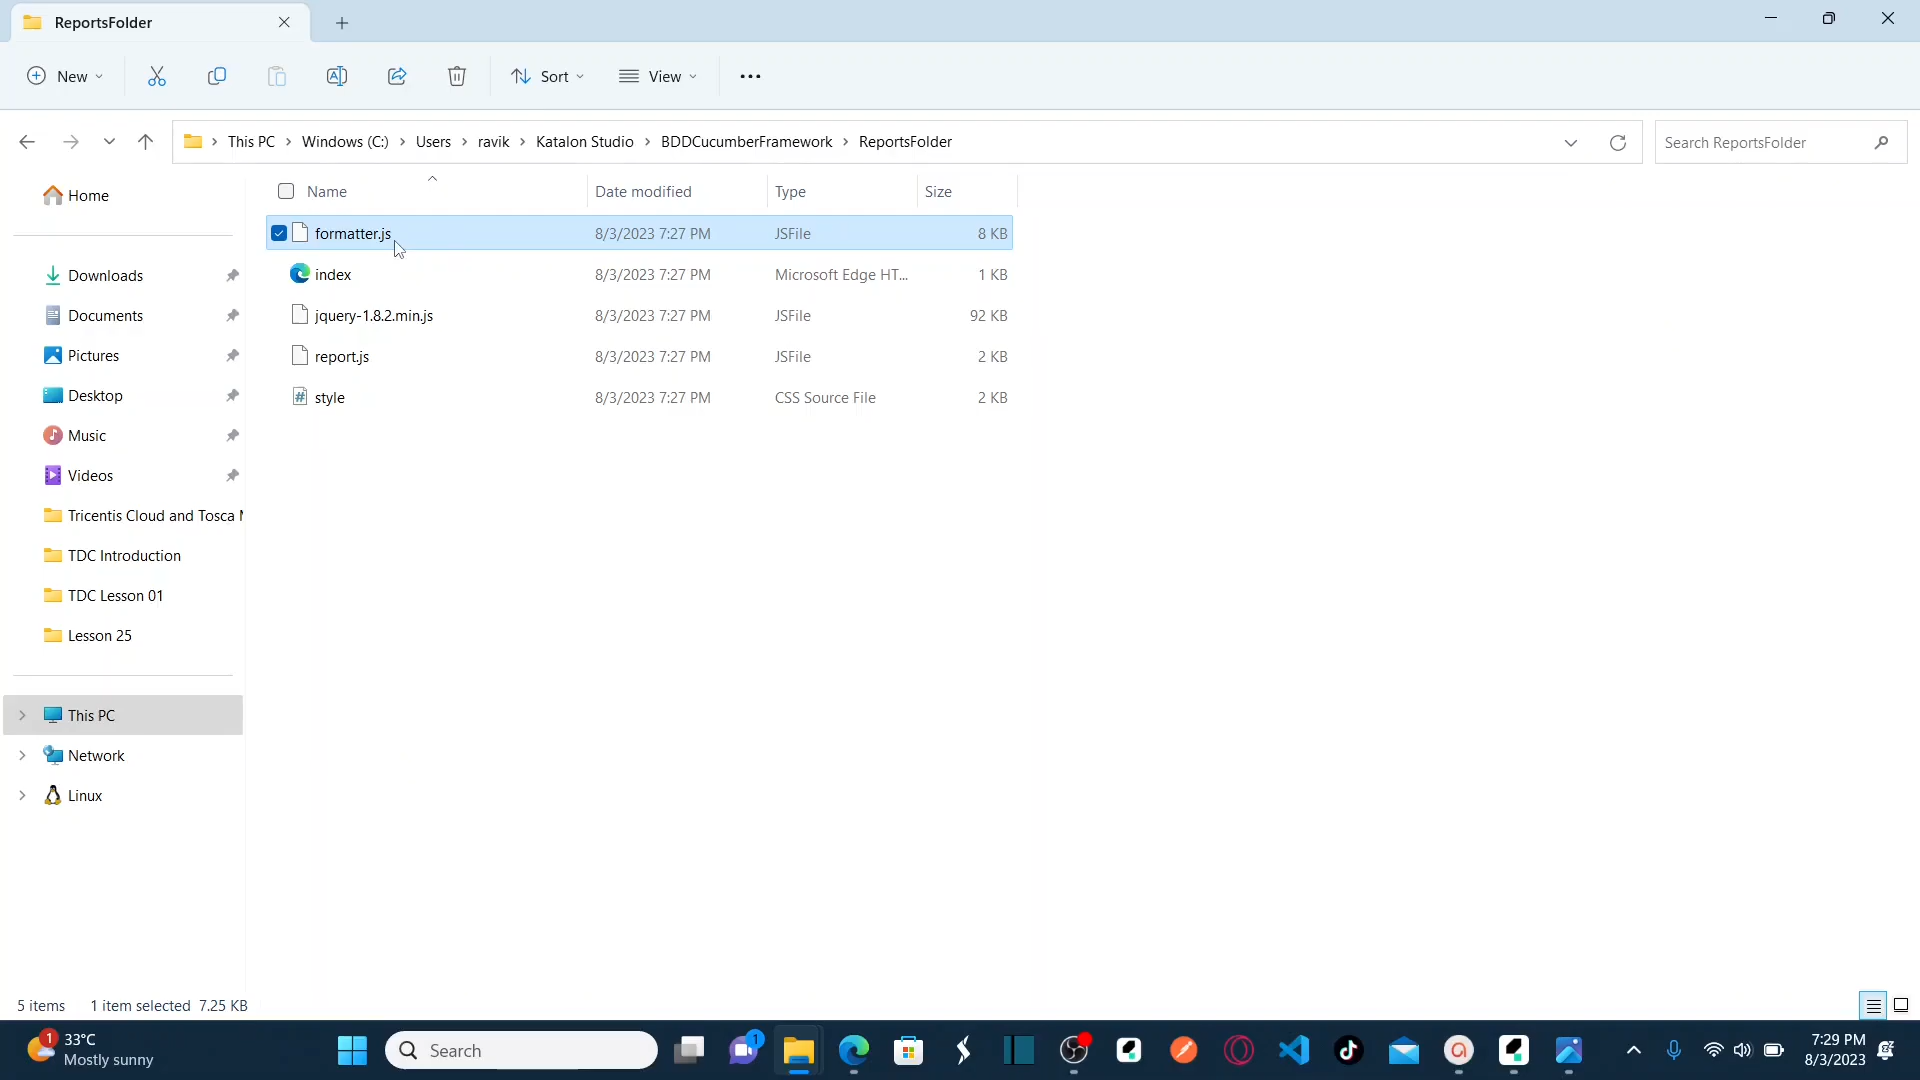 ReportsFolder
New
Sort
View
This PC
Windows (C:)
Users
ravik
Katalon Studio
BDDCucumberFramework
ReportsFolder
Search ReportsFolder
Name
Date modified
Type
Size
formatter.js 8/3/2023 7:27 PM JSFile 8 KB
index 8/3/2023 7:27 PM Microsoft Edge HT... 1 KB
jquery-1.8.2.min.js 8/3/2023 7:27 PM JSFile 92 KB
report.js 8/3/2023 7:27 PM JSFile 2 KB
style 8/3/2023 7:27 PM CSS Source File 2 KB
Home
Downloads
Documents
Pictures
Desktop
Music
Videos
Tricentis Cloud and Tosca
TDC Introduction
TDC Lesson 01
Lesson 25
This PC
Network
Linux
5 items 1 item selected 7.25 KB
1
33°C
Mostly sunny
Search
1
7:29 PM
8/3/2023